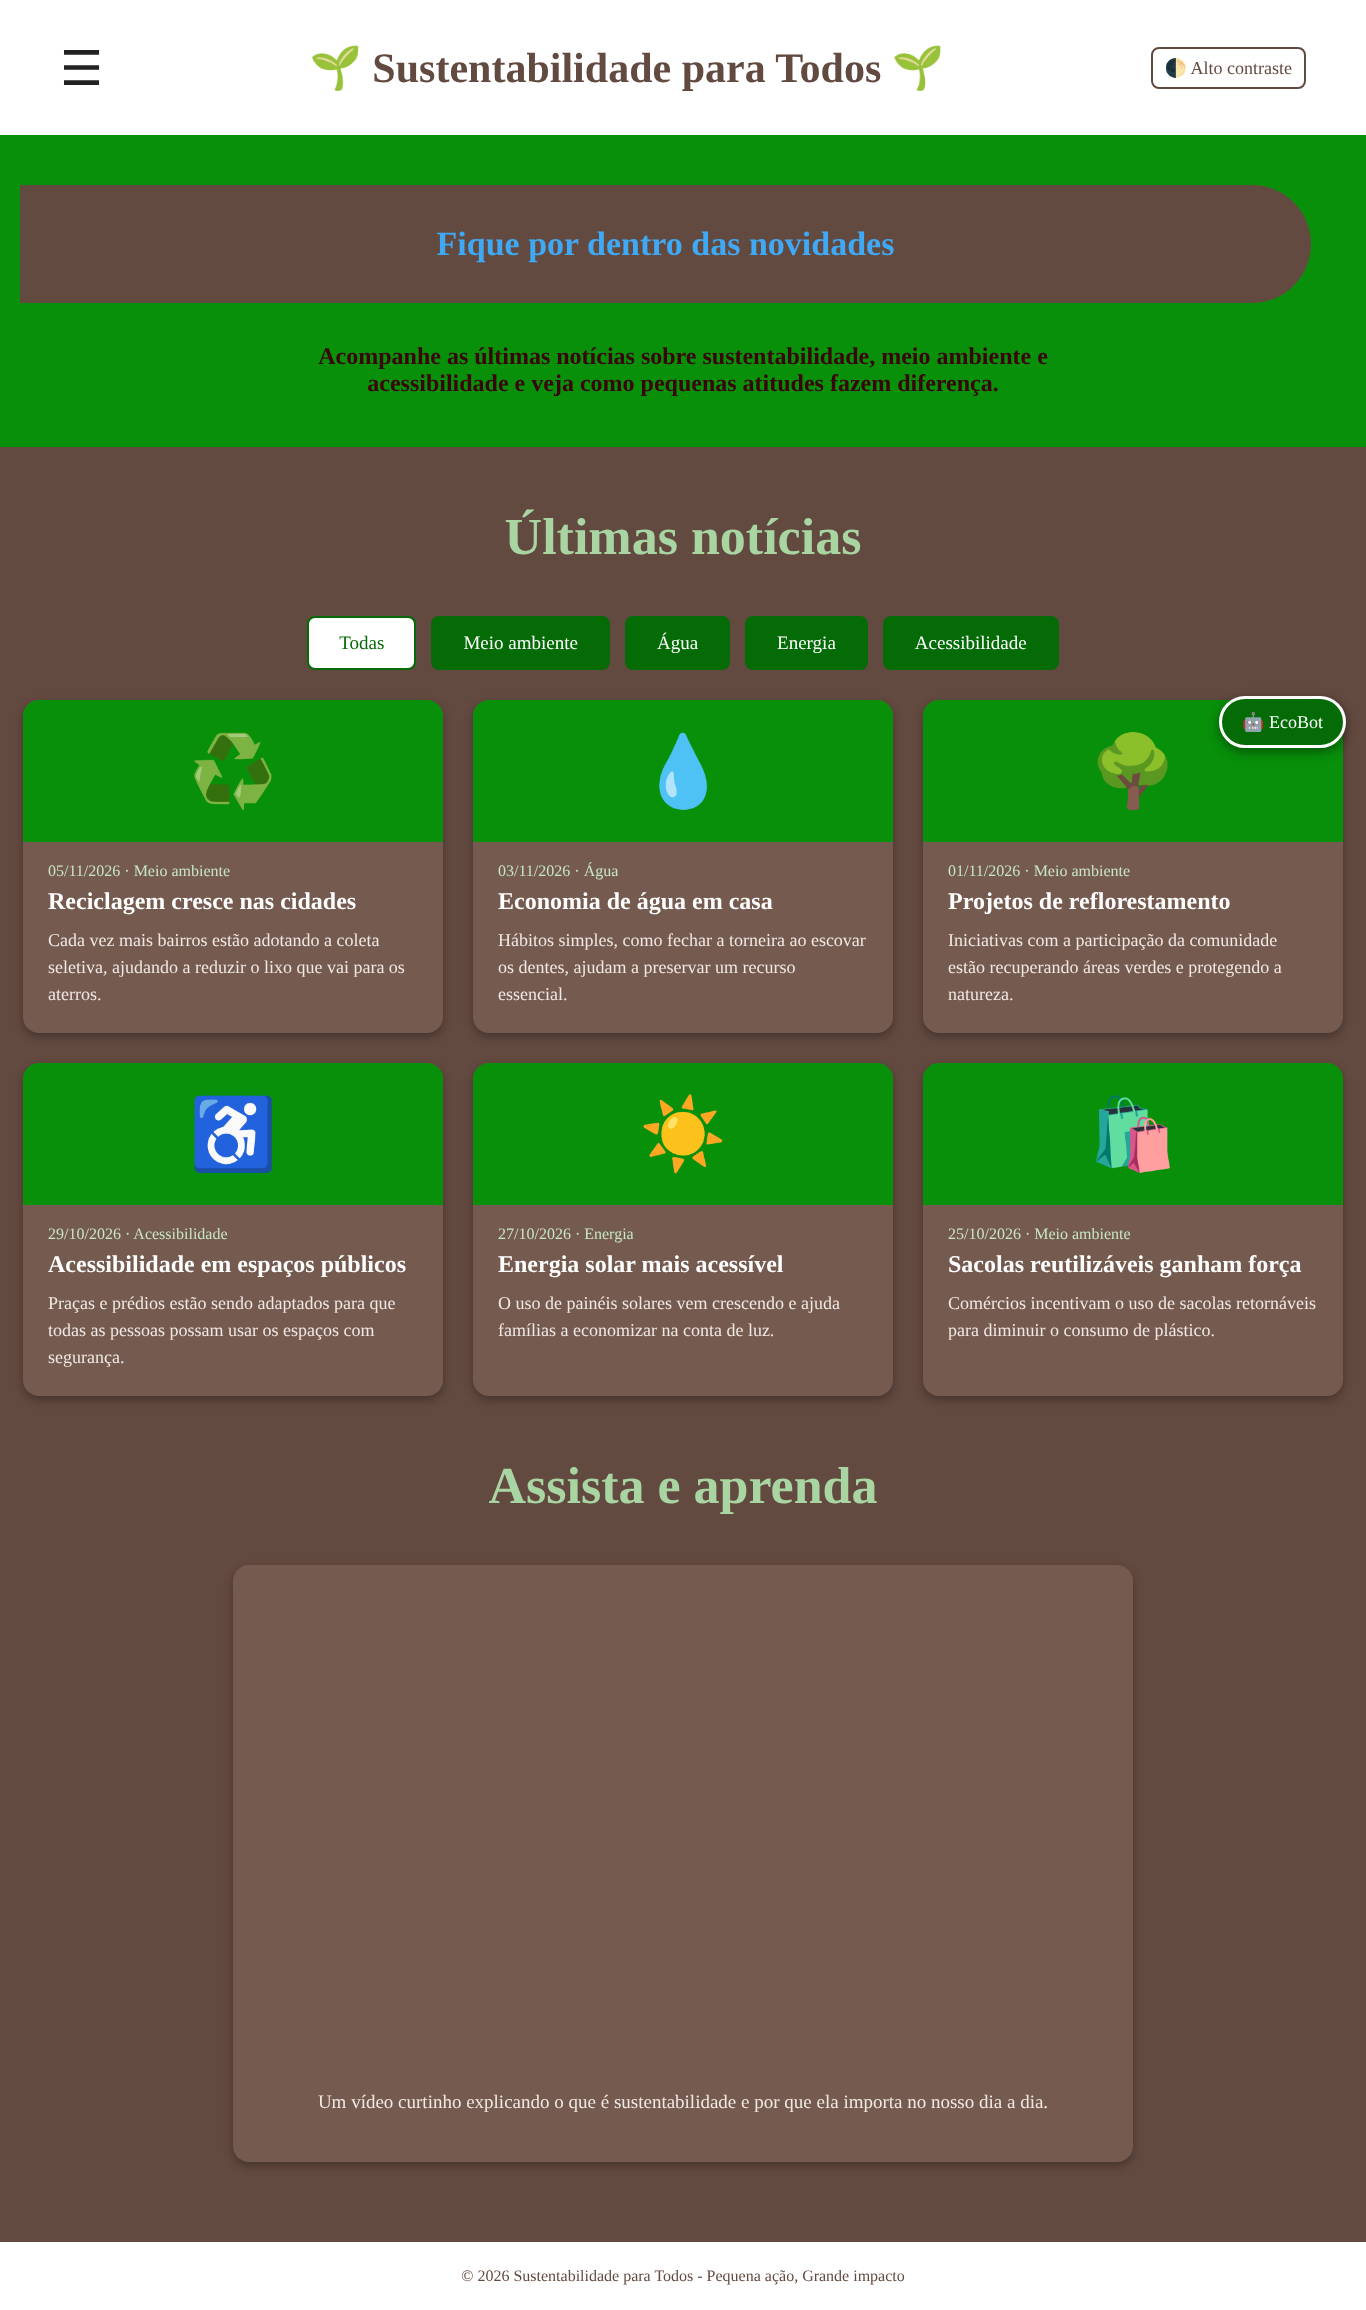 ☰
🌱 Sustentabilidade para Todos 🌱
🌓 Alto contraste
Fique por dentro das novidades
Acompanhe as últimas notícias sobre sustentabilidade, meio ambiente e
acessibilidade e veja como pequenas atitudes fazem diferença.
Últimas notícias
Todas
Meio ambiente
Água
Energia
Acessibilidade
🤖 EcoBot
05/11/2026 · Meio ambiente
Reciclagem cresce nas cidades
Cada vez mais bairros estão adotando a coleta
seletiva, ajudando a reduzir o lixo que vai para os
aterros.
03/11/2026 · Água
Economia de água em casa
Hábitos simples, como fechar a torneira ao escovar
os dentes, ajudam a preservar um recurso
essencial.
01/11/2026 · Meio ambiente
Projetos de reflorestamento
Iniciativas com a participação da comunidade
estão recuperando áreas verdes e protegendo a
natureza.
29/10/2026 · Acessibilidade
Acessibilidade em espaços públicos
Praças e prédios estão sendo adaptados para que
todas as pessoas possam usar os espaços com
segurança.
27/10/2026 · Energia
Energia solar mais acessível
O uso de painéis solares vem crescendo e ajuda
famílias a economizar na conta de luz.
25/10/2026 · Meio ambiente
Sacolas reutilizáveis ganham força
Comércios incentivam o uso de sacolas retornáveis
para diminuir o consumo de plástico.
Assista e aprenda
Um vídeo curtinho explicando o que é sustentabilidade e por que ela importa no nosso dia a dia.
© 2026 Sustentabilidade para Todos - Pequena ação, Grande impacto